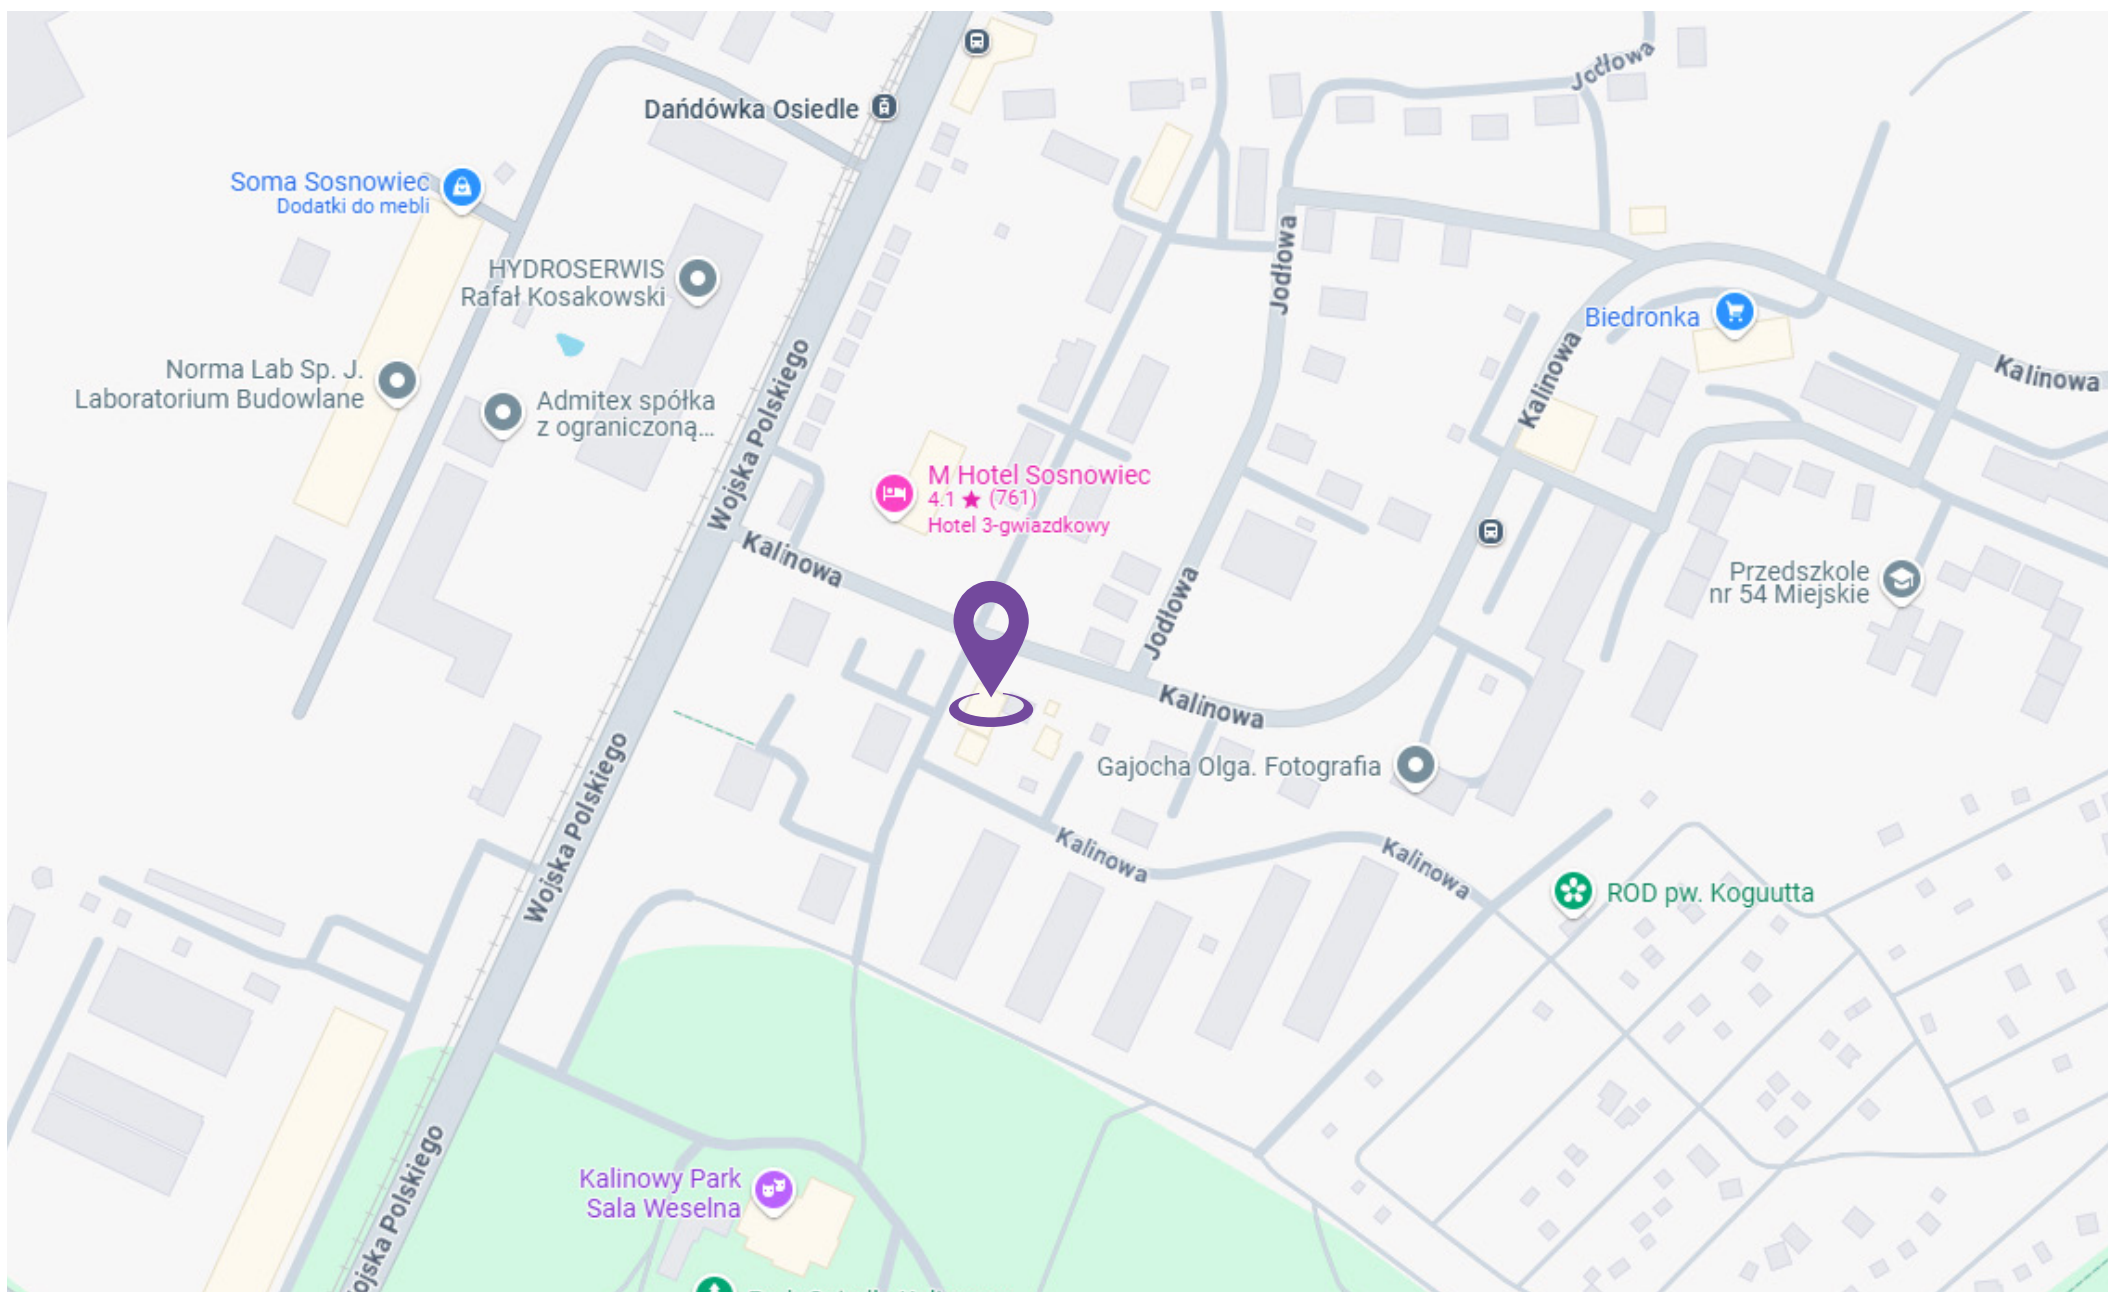 Jodłowa
Dańdówka Osiedle
Soma Sosnowiec
Dodatki do mebli
HYDROSERWIS
Rafał Kosakowski
Jodłowa
Biedronka
Kalinowa
Kalinowa
Norma Lab Sp. J.
Laboratorium Budowlane
Admitex spółka
z ograniczoną...
Wojska Polskiego
M Hotel Sosnowiec
4.1 ★ (761)
Hotel 3-gwiazdkowy
Kalinowa
Przedszkole
nr 54 Miejskie
Jodłowa
Kalinowa
Gajocha Olga. Fotografia
Wojska Polskiego
Kalinowa
Kalinowa
ROD pw. Koguutta
Kalinowy Park
Sala Weselna
ojska Polskiego